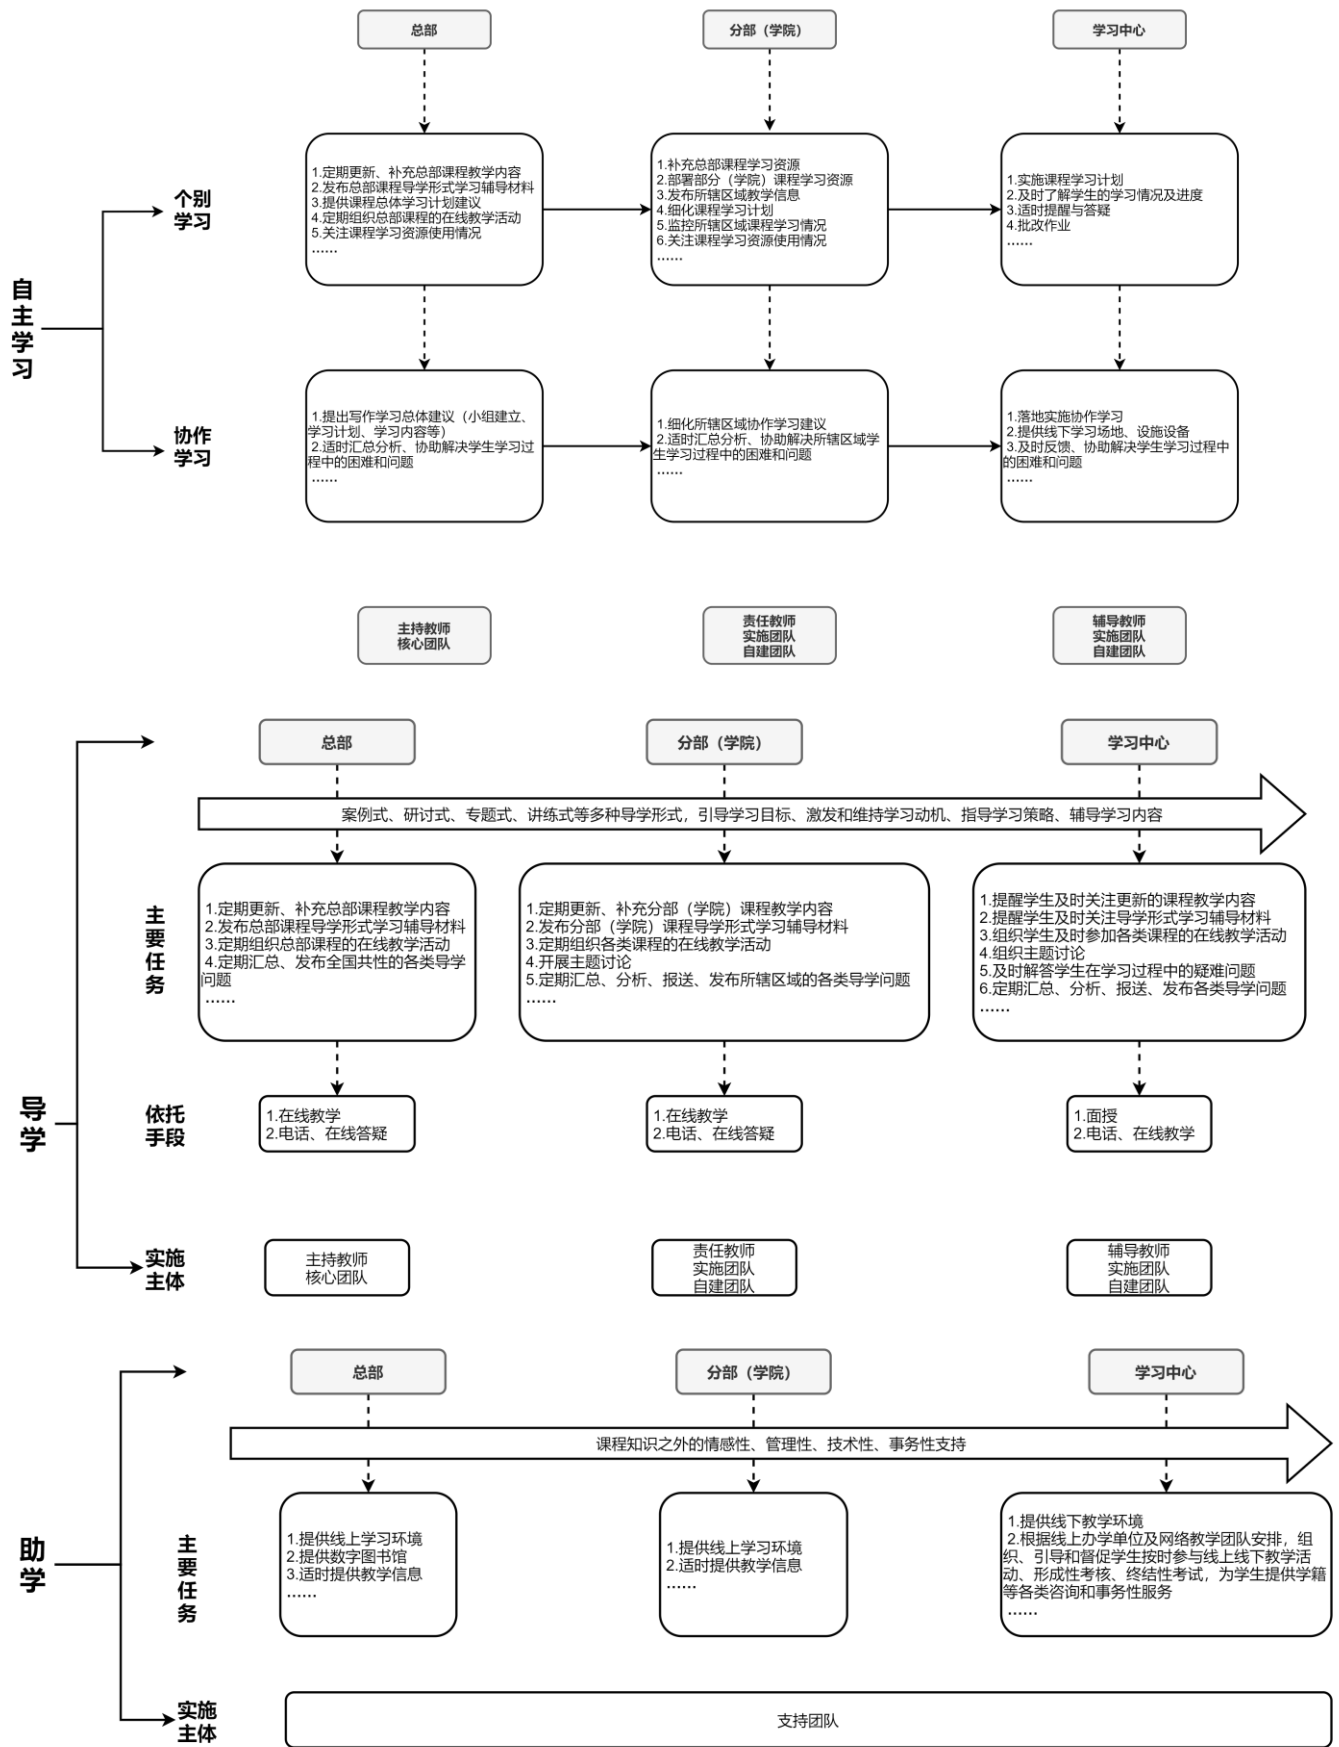 总部
分部（学院）
学习中心
自主学习
个别
学习
1.定期更新、补充总部课程教学内容
2.发布总部课程导学形式学习辅导材料
3.提供课程总体学习计划建议
4.定期组织总部课程的在线教学活动
5.关注课程学习资源使用情况
……
1.补充总部课程学习资源
2.部署部分（学院）课程学习资源
3.发布所辖区域教学信息
4.细化课程学习计划
5.监控所辖区域课程学习情况
6.关注课程学习资源使用情况
……
1.实施课程学习计划
2.及时了解学生的学习情况及进度
3.适时提醒与答疑
4.批改作业
……
协作
学习
1.提出写作学习总体建议（小组建立、
学习计划、学习内容等）
2.适时汇总分析、协助解决学生学习过
程中的困难和问题
……
1.细化所辖区域协作学习建议
2.适时汇总分析、协助解决所辖区域学
生学习过程中的困难和问题
……
1.落地实施协作学习
2.提供线下学习场地、设施设备
3.及时反馈、协助解决学生学习过程中
的困难和问题
……
主持教师
核心团队
责任教师
实施团队
自建团队
辅导教师
实施团队
自建团队
总部
分部（学院）
学习中心
案例式、研讨式、专题式、讲练式等多种导学形式，引导学习目标、激发和维持学习动机、指导学习策略、辅导学习内容
导学
主要任务
1.定期更新、补充总部课程教学内容
2.发布总部课程导学形式学习辅导材料
3.定期组织总部课程的在线教学活动
4.定期汇总、发布全国共性的各类导学
问题
……
1.定期更新、补充分部（学院）课程教学内容
2.发布分部（学院）课程导学形式学习辅导材料
3.定期组织各类课程的在线教学活动
4.开展主题讨论
5.定期汇总、分析、报送、发布所辖区域的各类导学问题
……
1.提醒学生及时关注更新的课程教学内容
2.提醒学生及时关注导学形式学习辅导材料
3.组织学生及时参加各类课程的在线教学活动
4.组织主题讨论
5.及时解答学生在学习过程中的疑难问题
6.定期汇总、分析、报送、发布各类导学问题
……
依托
手段
1.在线教学
2.电话、在线答疑
1.在线教学
2.电话、在线答疑
1.面授
2.电话、在线教学
实施
主体
主持教师
核心团队
责任教师
实施团队
自建团队
辅导教师
实施团队
自建团队
总部
分部（学院）
学习中心
课程知识之外的情感性、管理性、技术性、事务性支持
助学
主要任务
1.提供线上学习环境
2.提供数字图书馆
3.适时提供教学信息
……
1.提供线上学习环境
2.适时提供教学信息
……
1.提供线下教学环境
2.根据线上办学单位及网络教学团队安排，组
织、引导和督促学生按时参与线上线下教学活
动、形成性考核、终结性考试，为学生提供学籍
等各类咨询和事务性服务
……
实施
主体
支持团队